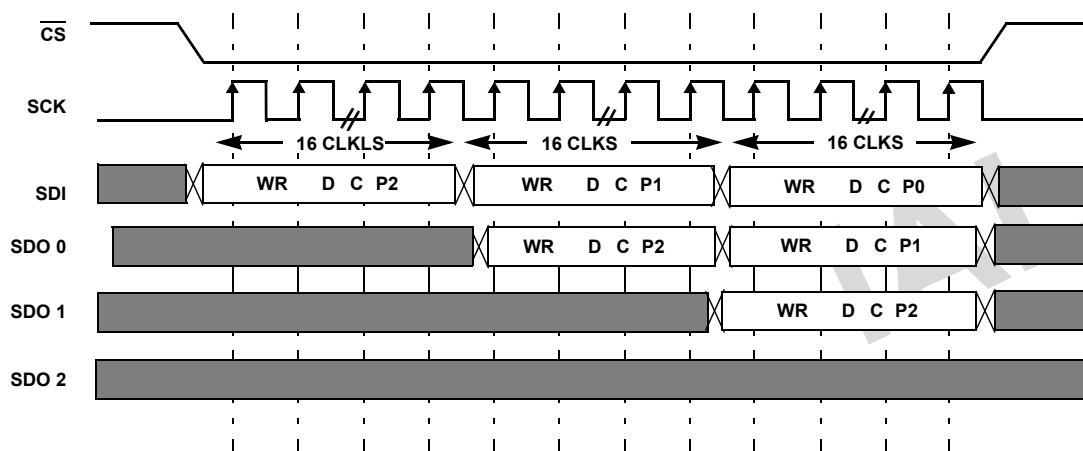 CS
SCK
16 CLKLS 16 CLKS 16 CLKS
SDI WR D C P2 WR D C P1 WR D C P0
SDO 0 WR D C P2 WR D C P1
SDO 1 WR D C P2
SDO 2